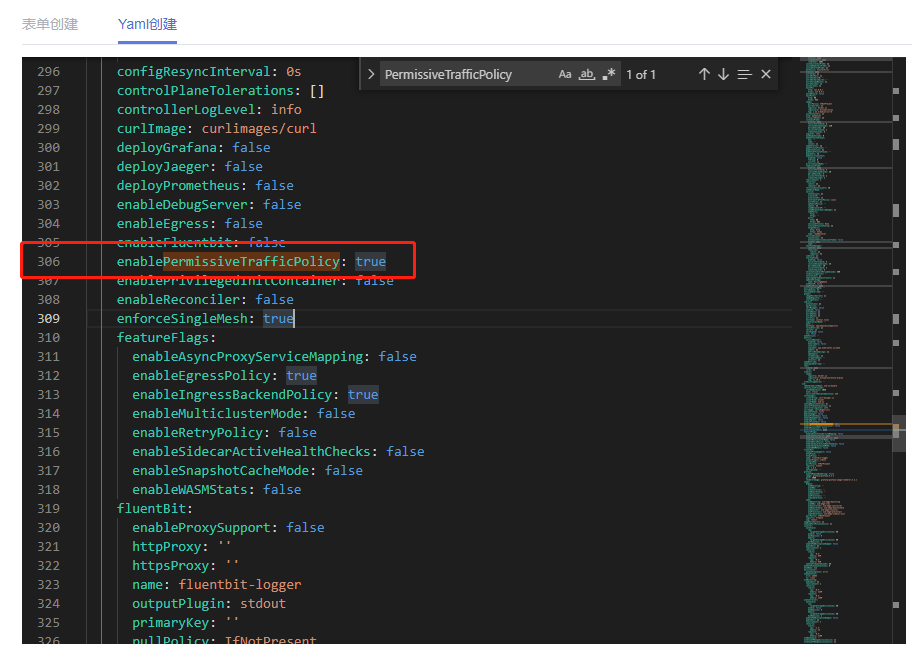 表单创建 Yaml创建
PermissiveTrafficPolicy Aa ab .* 1 of 1
296 configResyncInterval: 0s
297 controlPlaneTolerations: []
298 controllerLogLevel: info
299 curlImage: curlimages/curl
300 deployGrafana: false
301 deployJaeger: false
302 deployPrometheus: false
303 enableDebugServer: false
304 enableEgress: false
305 enableFluentbit: false
306 enablePermissiveTrafficPolicy: true
307 enablePrivilegedInitContainer: false
308 enableReconciler: false
309 enforceSingleMesh: true
310 featureFlags:
311 enableAsyncProxyServiceMapping: false
312 enableEgressPolicy: true
313 enableIngressBackendPolicy: true
314 enableMulticlusterMode: false
315 enableRetryPolicy: false
316 enableSidecarActiveHealthChecks: false
317 enableSnapshotCacheMode: false
318 enableWASMStats: false
319 fluentBit:
320 enableProxySupport: false
321 httpProxy: ''
322 httpsProxy: ''
323 name: fluentbit-logger
324 outputPlugin: stdout
325 primaryKey: ''
326 pullPolicy: IfNotPresent